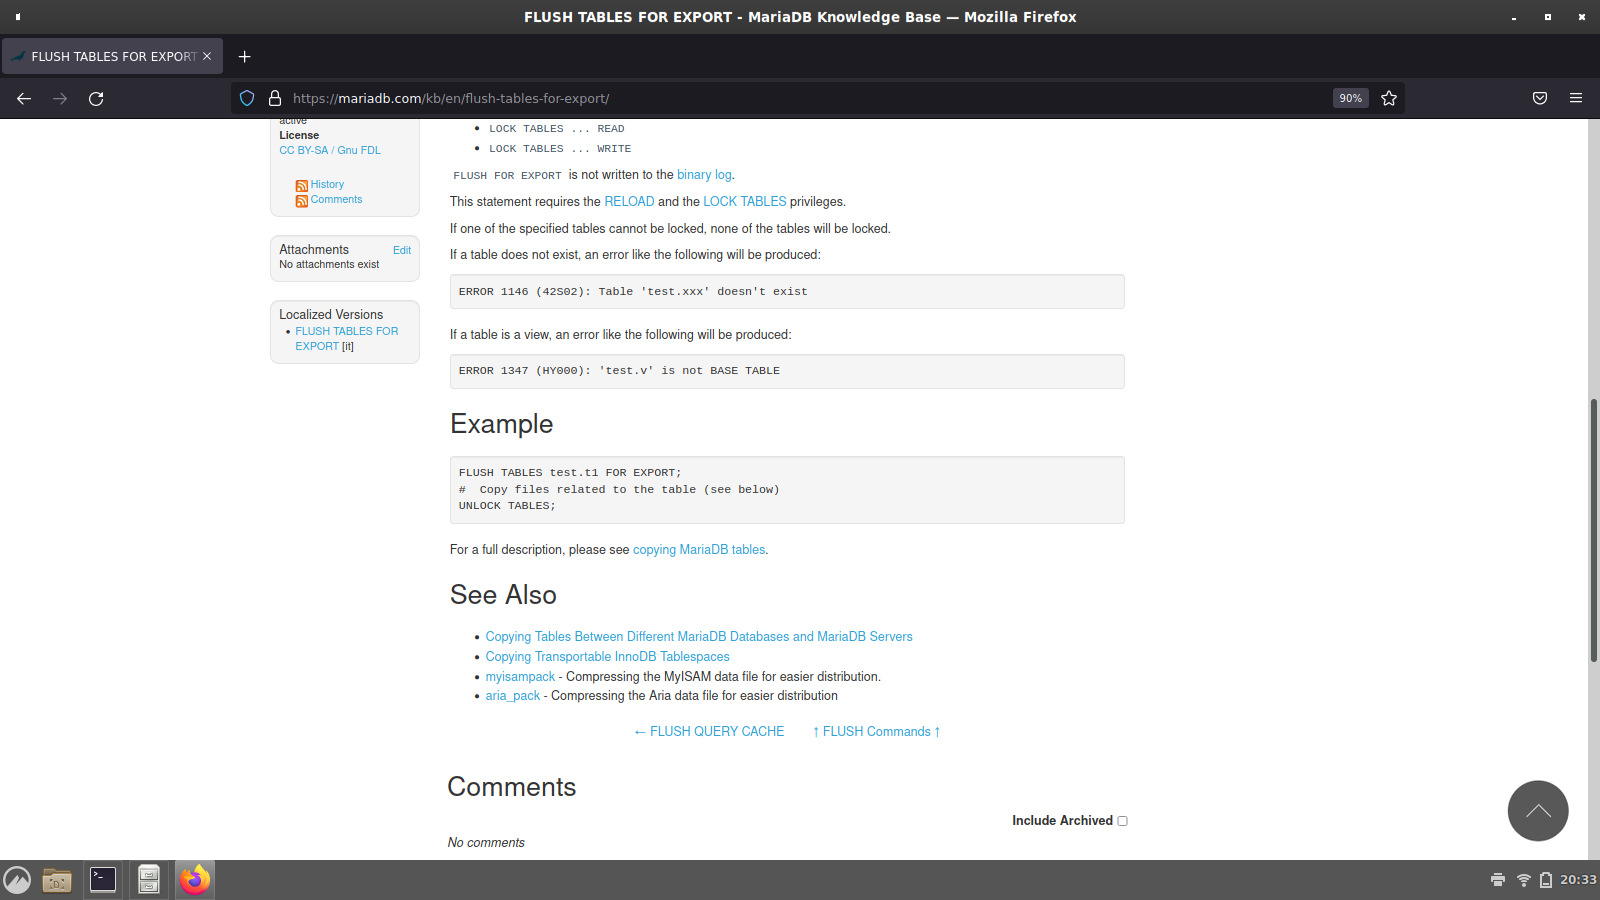 FLUSH TABLES FOR EXPORT - MariaDB Knowledge Base — Mozilla Firefox
FLUSH TABLES FOR EXPORT
https://mariadb.com/kb/en/flush-tables-for-export/
90%
active
License
CC BY-SA / Gnu FDL
History
Comments
Attachments Edit
No attachments exist
Localized Versions
• FLUSH TABLES FOR
EXPORT [it]
• LOCK TABLES ... READ
• LOCK TABLES ... WRITE
FLUSH FOR EXPORT is not written to the binary log.
This statement requires the RELOAD and the LOCK TABLES privileges.
If one of the specified tables cannot be locked, none of the tables will be locked.
If a table does not exist, an error like the following will be produced:
ERROR 1146 (42S02): Table 'test.xxx' doesn't exist
If a table is a view, an error like the following will be produced:
ERROR 1347 (HY000): 'test.v' is not BASE TABLE
Example
FLUSH TABLES test.t1 FOR EXPORT;
#  Copy files related to the table (see below)
UNLOCK TABLES;
For a full description, please see copying MariaDB tables.
See Also
• Copying Tables Between Different MariaDB Databases and MariaDB Servers
• Copying Transportable InnoDB Tablespaces
• myisampack - Compressing the MyISAM data file for easier distribution.
• aria_pack - Compressing the Aria data file for easier distribution
← FLUSH QUERY CACHE ↑ FLUSH Commands ↑
Comments
Include Archived
No comments
20:33